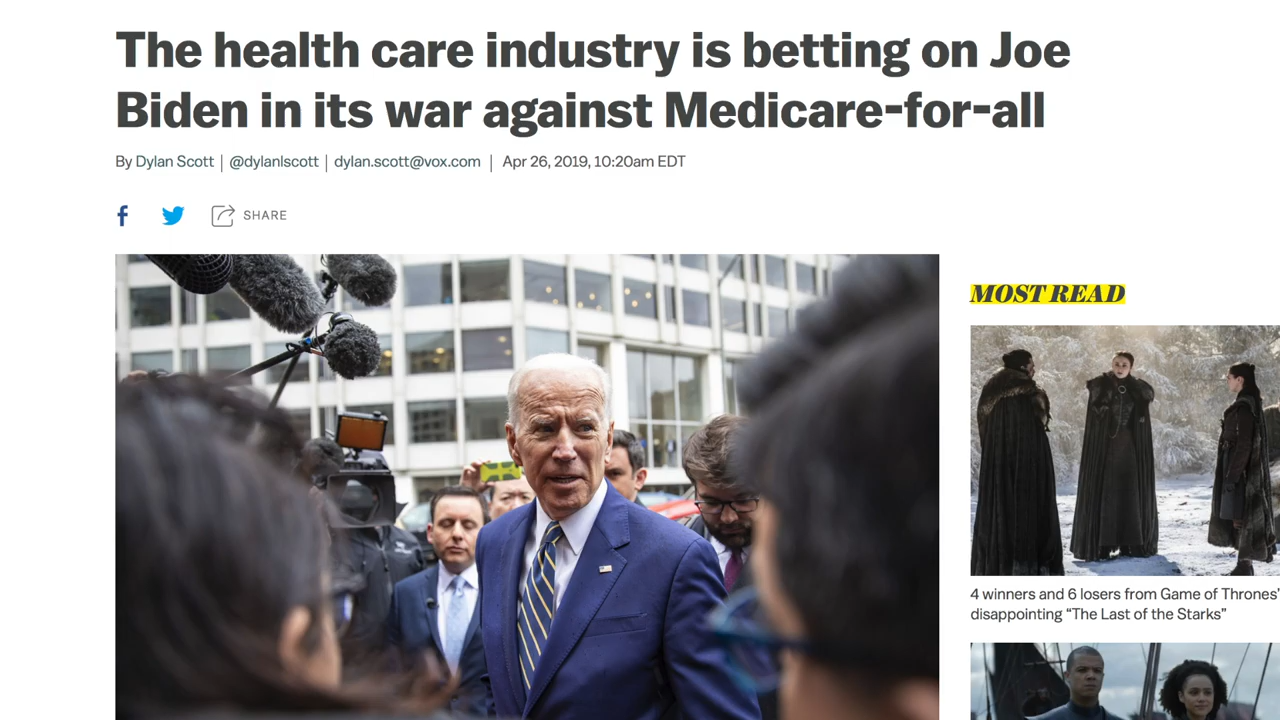 The health care industry is betting on Joe
Biden in its war against Medicare-for-all
By Dylan Scott | @dylanlscott | dylan.scott@vox.com | Apr 26, 2019, 10:20am EDT
SHARE
MOST READ
4 winners and 6 losers from Game of Thrones'
disappointing “The Last of the Starks”